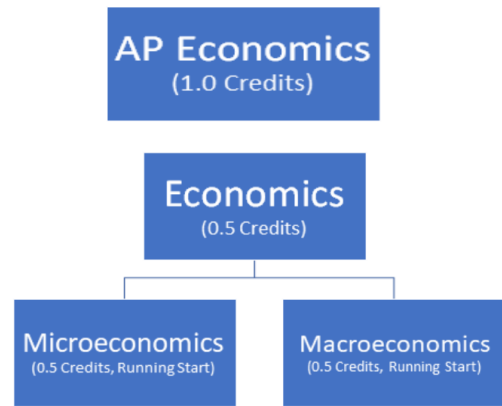 AP Economics
(1.0 Credits)
Economics
(0.5 Credits)
Microeconomics
(0.5 Credits, Running Start)
Macroeconomics
(0.5 Credits, Running Start)